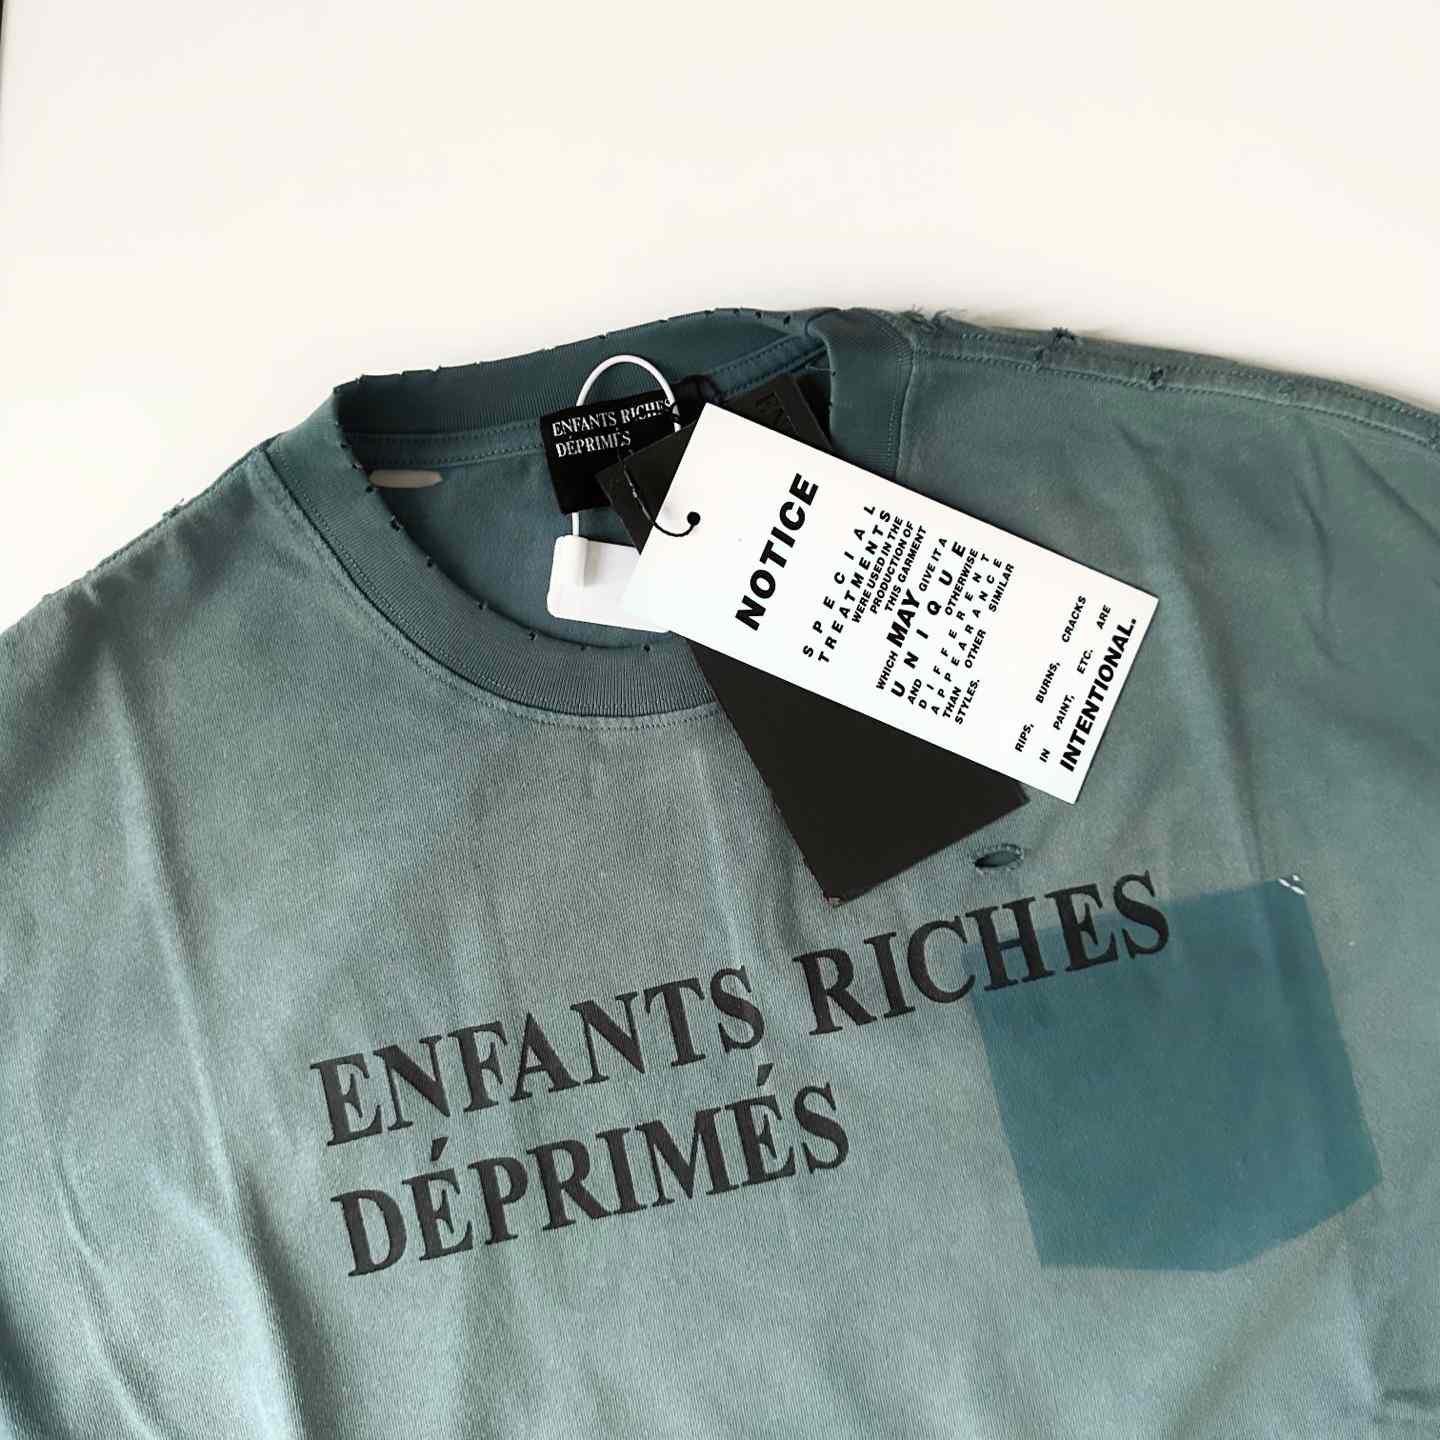 ENFANTS RICHES
DÉPRIMÉS
NOTICE
SPECIAL
TREATMENTS
WERE USED IN THE
PRODUCTION OF
THIS GARMENT
WHICH MAY GIVE IT A
UNIQUE
AND OTHERWISE
DIFFERENT
APPEARANCE
THAN OTHER SIMILAR
STYLES.
RIPS, BURNS, CRACKS
IN PAINT, ETC. ARE
INTENTIONAL.
ENFANTS RICHES
DÉPRIMÉS